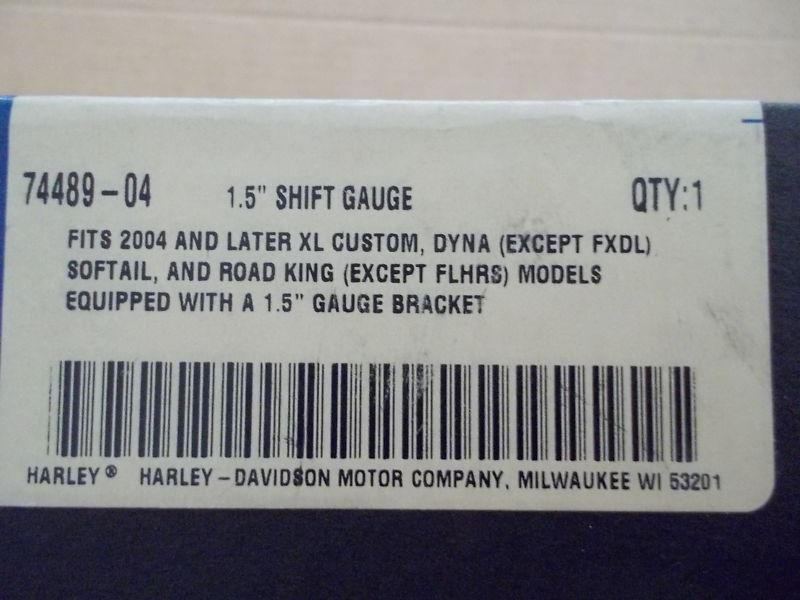 74489-04 1.5" SHIFT GAUGE QTY:1
FITS 2004 AND LATER XL CUSTOM, DYNA (EXCEPT FXDL)
SOFTAIL, AND ROAD KING (EXCEPT FLHRS) MODELS
EQUIPPED WITH A 1.5" GAUGE BRACKET
HARLEY® HARLEY-DAVIDSON MOTOR COMPANY, MILWAUKEE WI 53201